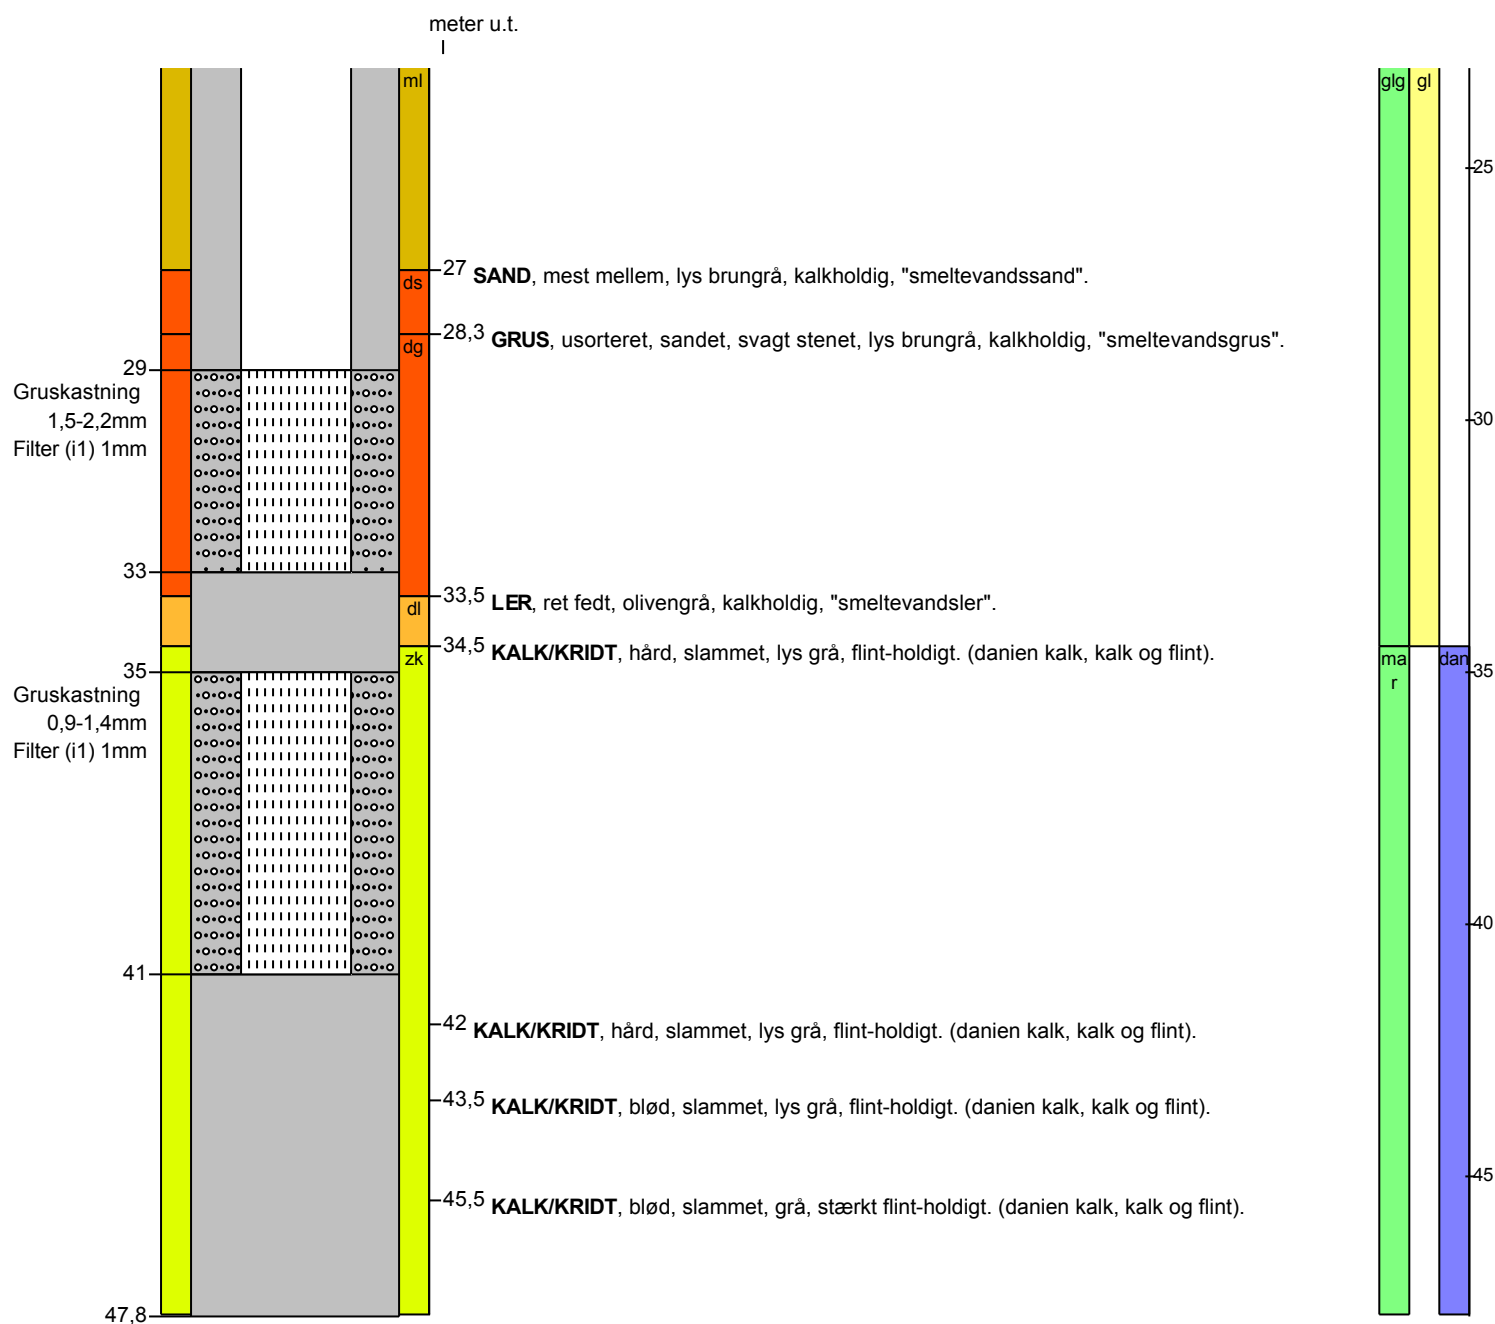 meter u.t.
ml
glg
gl
25
27 SAND, mest mellem, lys brungrå, kalkholdig, "smeltevandssand".
ds
28,3 GRUS, usorteret, sandet, svagt stenet, lys brungrå, kalkholdig, "smeltevandsgrus".
dg
29
Gruskastning
1,5-2,2mm
Filter (i1) 1mm
30
33
33,5 LER, ret fedt, olivengrå, kalkholdig, "smeltevandsler".
dl
34,5 KALK/KRIDT, hård, slammet, lys grå, flint-holdigt. (danien kalk, kalk og flint).
zk
ma
r
dan
35
35
Gruskastning
0,9-1,4mm
Filter (i1) 1mm
40
41
42 KALK/KRIDT, hård, slammet, lys grå, flint-holdigt. (danien kalk, kalk og flint).
43,5 KALK/KRIDT, blød, slammet, lys grå, flint-holdigt. (danien kalk, kalk og flint).
45
45,5 KALK/KRIDT, blød, slammet, grå, stærkt flint-holdigt. (danien kalk, kalk og flint).
47,8